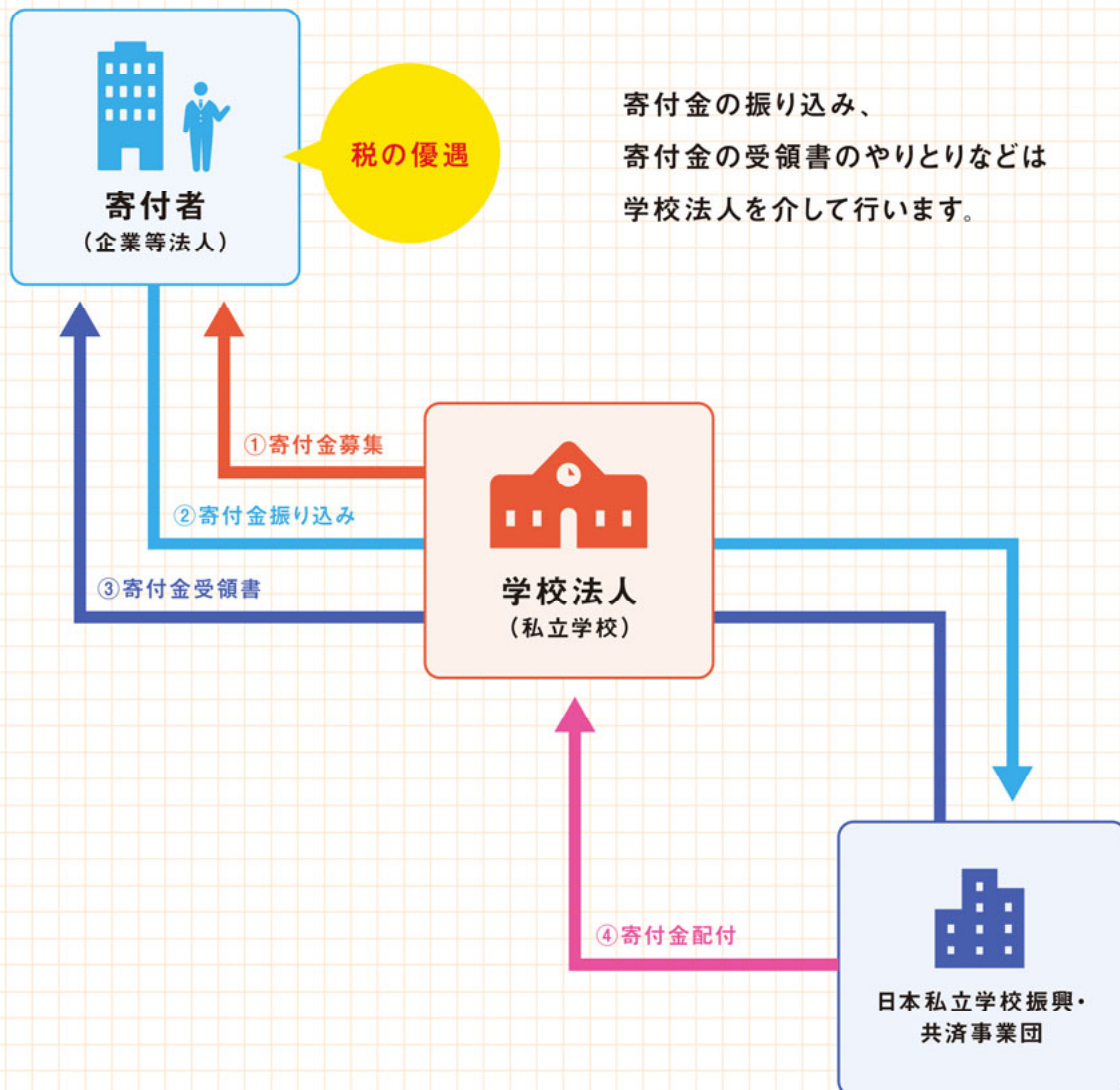 寄付者
（企業等法人）
税の優遇
寄付金の振り込み、
寄付金の受領書のやりとりなどは
学校法人を介して行います。
①寄付金募集
②寄付金振り込み
③寄付金受領書
学校法人
（私立学校）
④寄付金配付
日本私立学校振興・
共済事業団